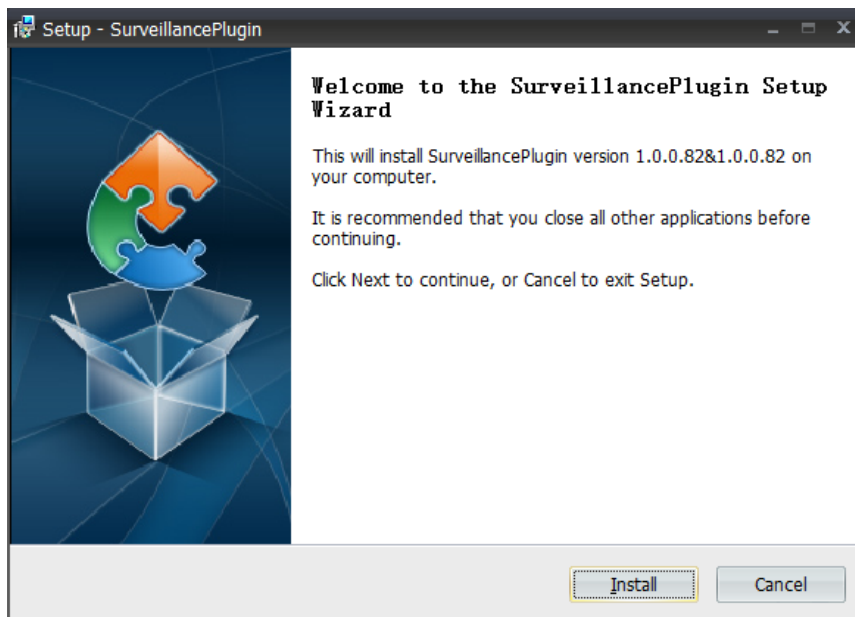 Setup - SurveillancePlugin
Welcome to the SurveillancePlugin Setup
Wizard
This will install SurveillancePlugin version 1.0.0.82&1.0.0.82 on
your computer.
It is recommended that you close all other applications before
continuing.
Click Next to continue, or Cancel to exit Setup.
Install
Cancel